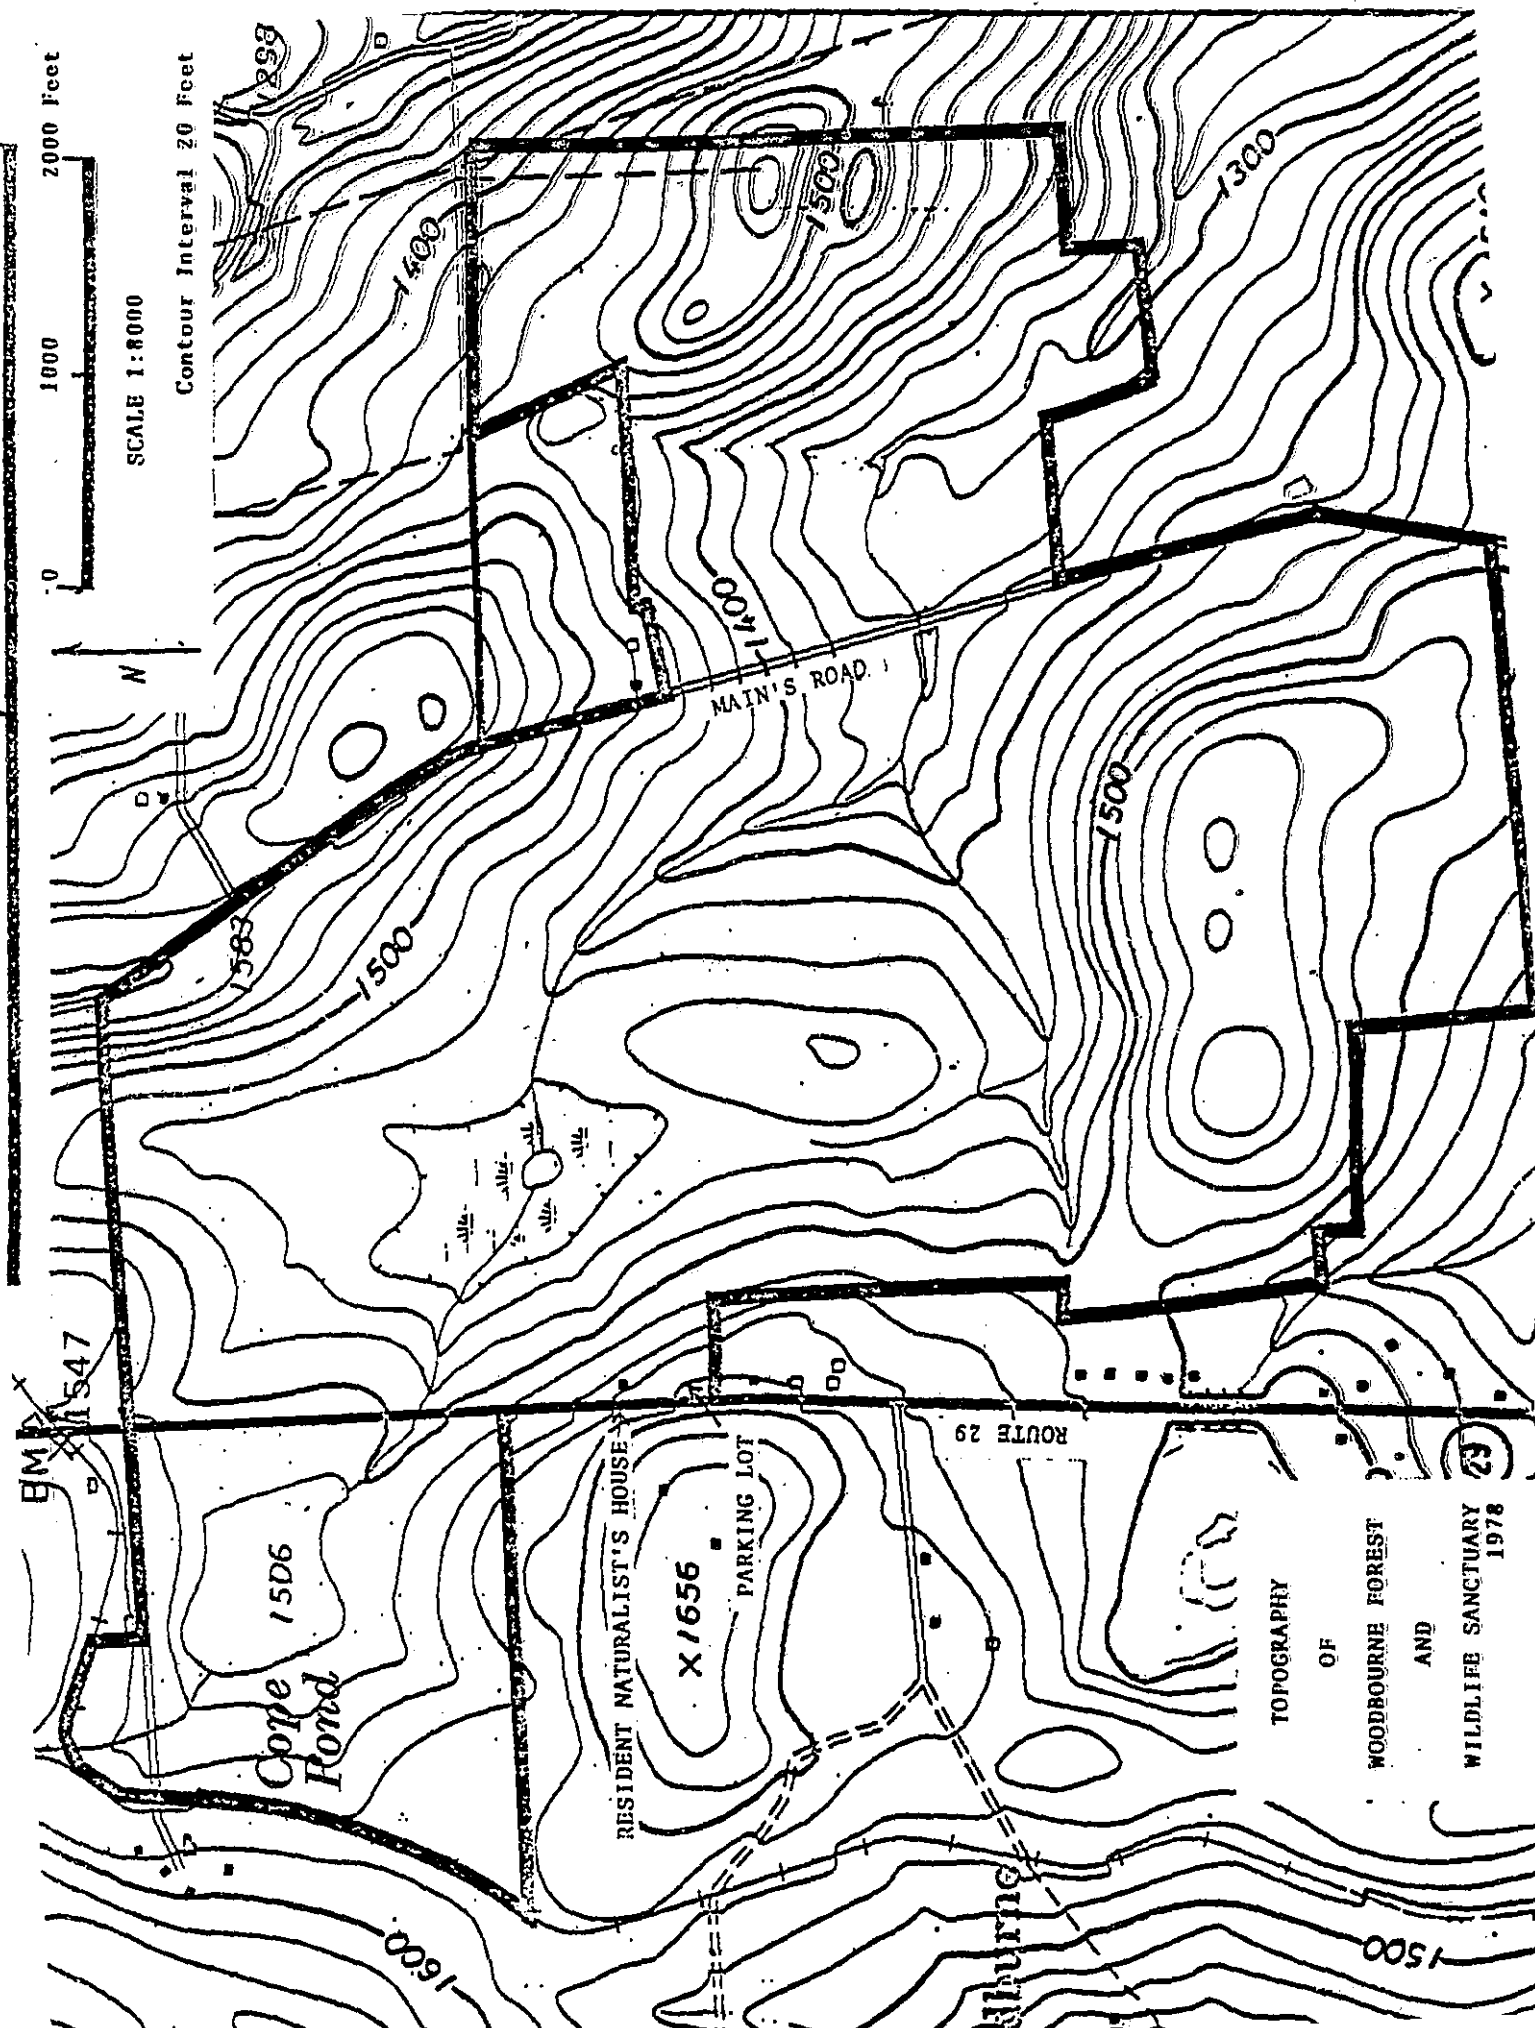 2000 Feet
1000
0
SCALE 1:8000
Contour Interval 20 Feet
N
1298
1400
1500
1300
1400
MAIN'S ROAD
1500
1583
1500
BM
1547
1506
Cope
Pond
RESIDENT NATURALIST'S HOUSE
X1656
PARKING LOT
ROUTE 29
29
1600
1500
TOPOGRAPHY
OF
WOODBOURNE FOREST
AND
WILDLIFE SANCTUARY
1978